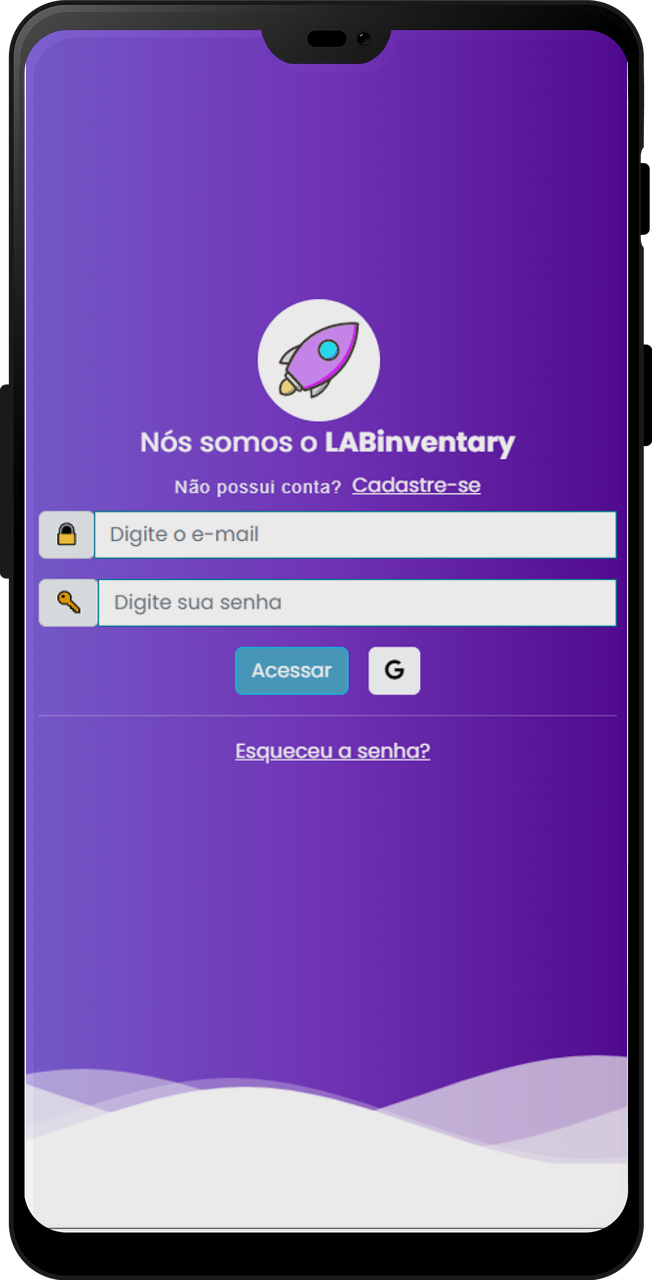 Nós somos o LABinventary
Não possui conta? Cadastre-se
Digite o e-mail
Digite sua senha
Acessar G
Esqueceu a senha?